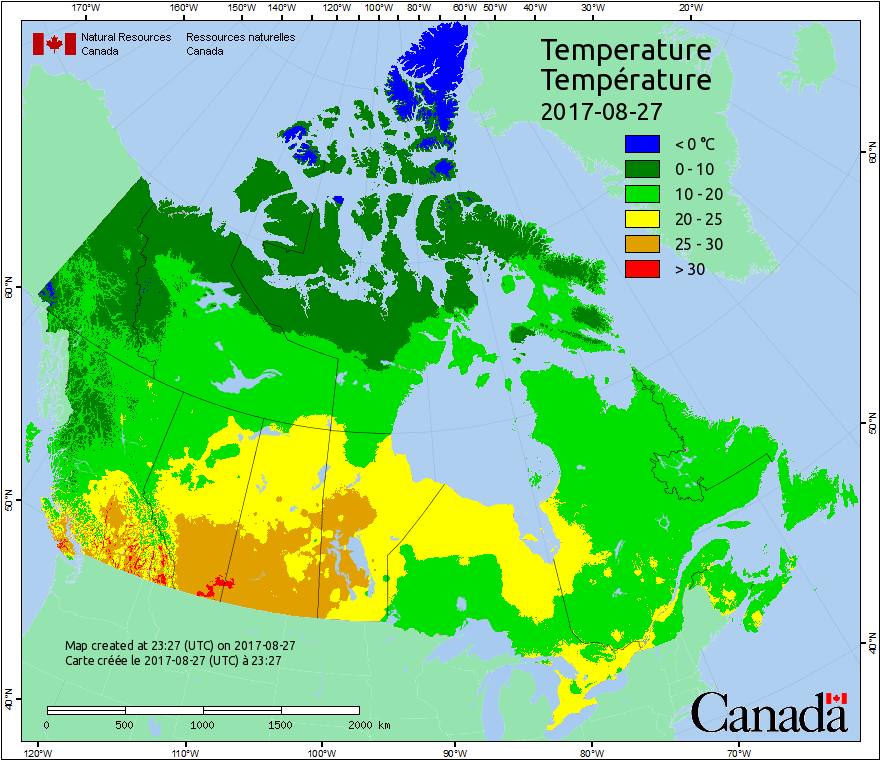 170°W 160°W 150°W 140°W 120°W 100°W 80°W 60°W 50°W 40°W 30°W 20°W
Natural Resources Ressources naturelles
Canada Canada
Temperature
Température
2017-08-27
< 0 °C
0 - 10
10 - 20
20 - 25
25 - 30
> 30
60°N
60°N
50°N
50°N
40°N
40°N
Map created at 23:27 (UTC) on 2017-08-27
Carte créée le 2017-08-27 (UTC) à 23:27
0 500 1000 1500 2000 km
Canada
120°W 110°W 100°W 90°W 80°W 70°W